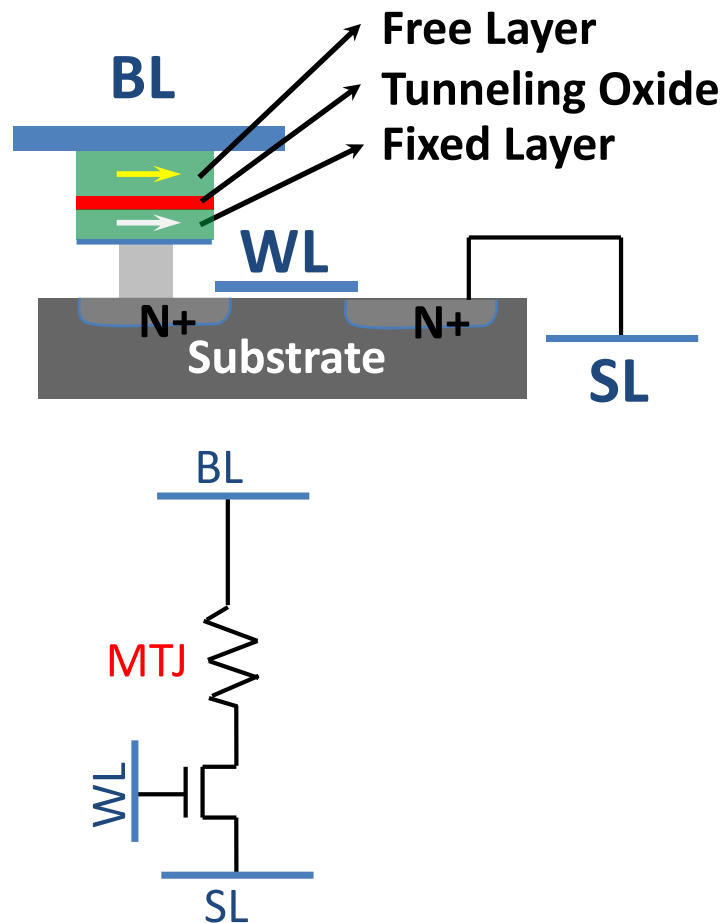 Free Layer
BL
Tunneling Oxide
Fixed Layer
WL
N+
N+
Substrate
SL
BL
MTJ
WL
SL